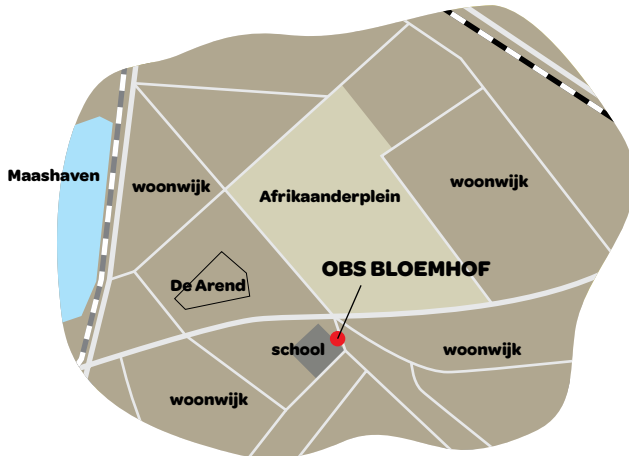 Maashaven
woonwijk
Afrikaanderplein
woonwijk
De Arend
OBS BLOEMHOF
school
woonwijk
woonwijk